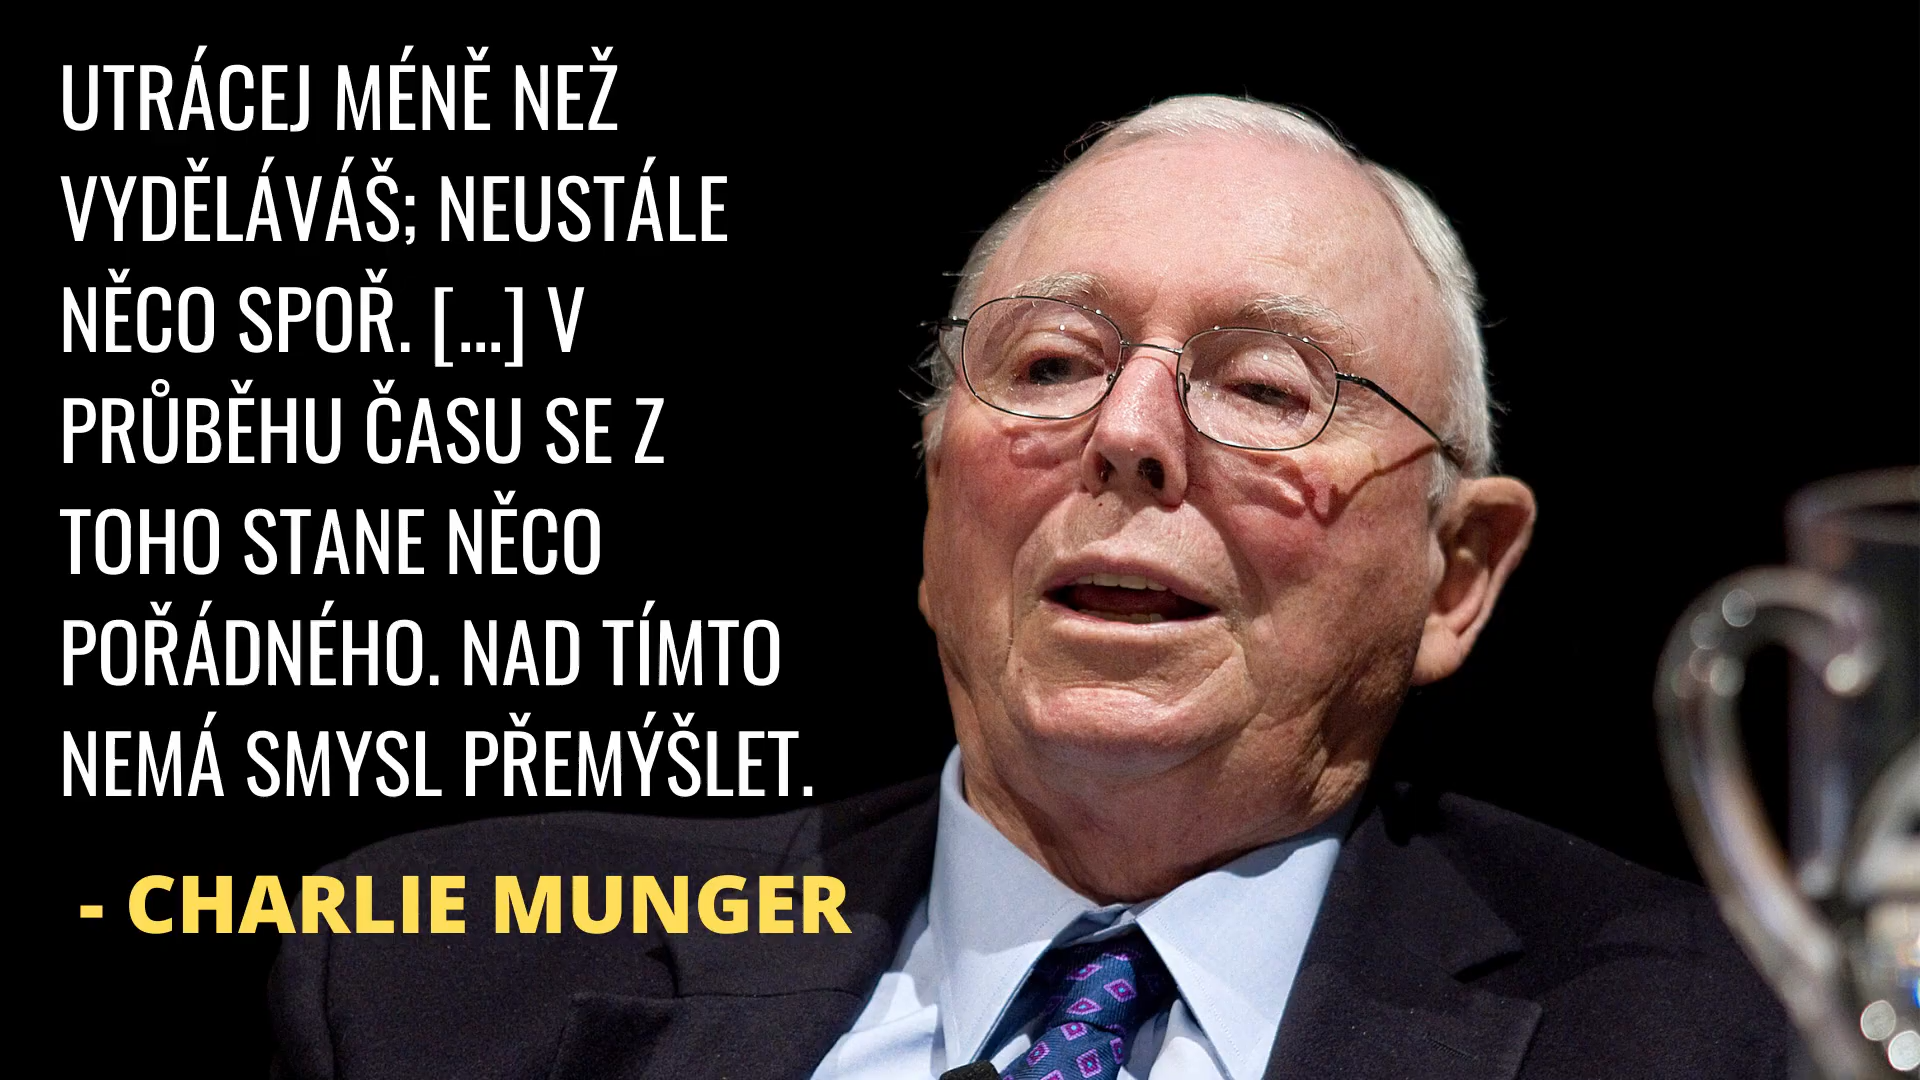 UTRÁCEJ MÉNĚ NEŽ
VYDĚLÁVÁŠ; NEUSTÁLE
NĚCO SPOŘ. [...] V
PRŮBĚHU ČASU SE Z
TOHO STANE NĚCO
POŘÁDNÉHO. NAD TÍMTO
NEMÁ SMYSL PŘEMÝŠLET.
- CHARLIE MUNGER